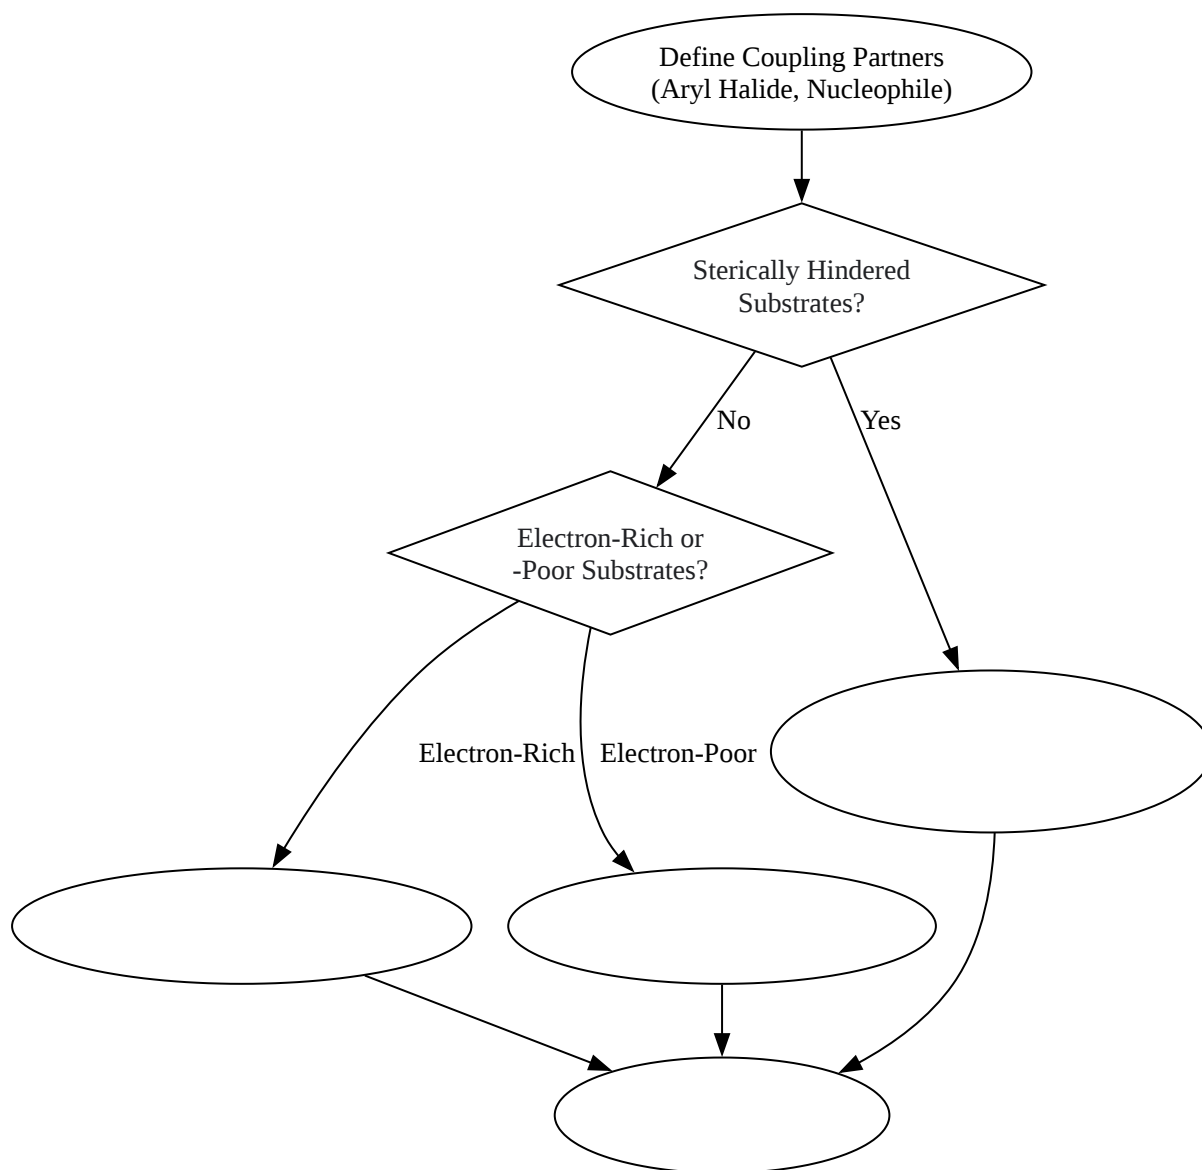 Define Coupling Partners
(Aryl Halide, Nucleophile)
Sterically Hindered
Substrates?
No
Yes
Electron-Rich or
-Poor Substrates?
Electron-Rich
Electron-Poor